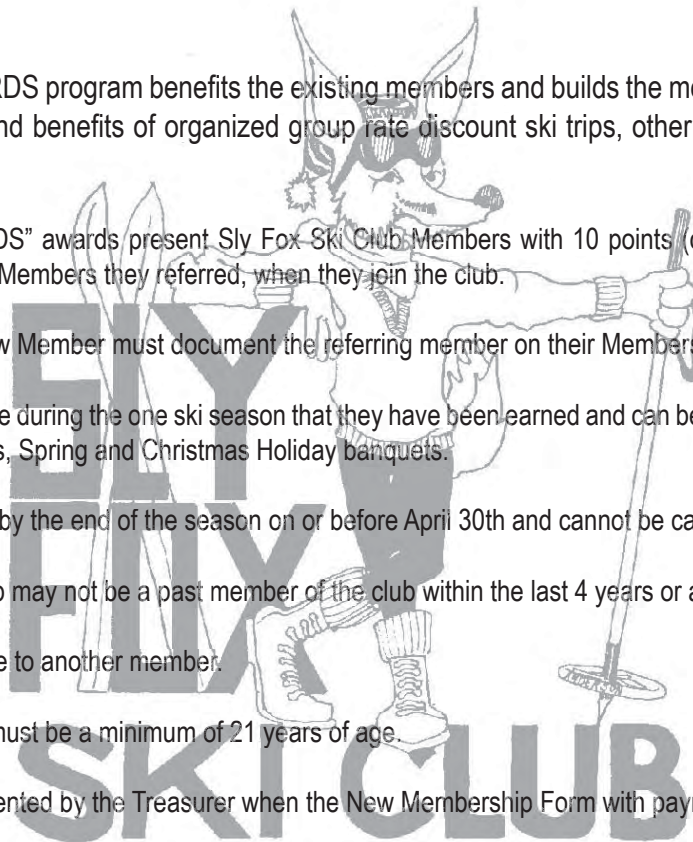 RDS program benefits the existing members and builds the me
nd benefits of organized group rate discount ski trips, other
DS” awards present Sly Fox Ski Club Members with 10 points (
Members they referred, when they join the club.
w Member must document the referring member on their Members
e during the one ski season that they have been earned and can be
s, Spring and Christmas Holiday banquets.
by the end of the season on or before April 30th and cannot be ca
o may not be a past member of the club within the last 4 years or a
e to another member.
must be a minimum of 21 years of age.
ented by the Treasurer when the New Membership Form with payr
SLY
FOX
SKI CLUB